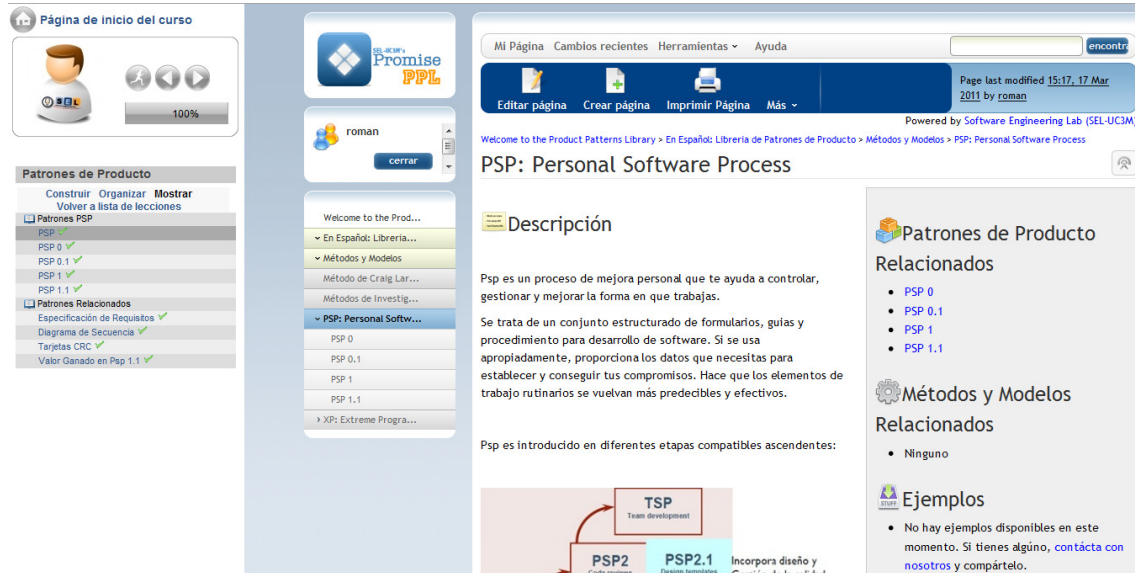 Página de inicio del curso
SEL
100%
Patrones de Producto
Construir Organizar Mostrar
Volver a lista de lecciones
Patrones PSP
PSP
PSP 0
PSP 0.1
PSP 1
PSP 1.1
Patrones Relacionados
Especificación de Requisitos
Diagrama de Secuencia
Tarjetas CRC
Valor Ganado en Psp 1.1
SEL-UC3M's
Promise
PPL
roman
cerrar
Welcome to the Prod...
En Español: Libreria...
Métodos y Modelos
Método de Craig Lar...
Métodos de Investig...
PSP: Personal Softw...
PSP 0
PSP 0.1
PSP 1
PSP 1.1
XP: Extreme Progra...
Mi Página Cambios recientes Herramientas Ayuda
encontra
Editar página Crear página Imprimir Página Más
Page last modified 15:17, 17 Mar
2011 by roman
Powered by Software Engineering Lab (SEL-UC3M)
Welcome to the Product Patterns Library > En Español: Libreria de Patrones de Producto > Métodos y Modelos > PSP: Personal Software Process
PSP: Personal Software Process
Descripción
Psp es un proceso de mejora personal que te ayuda a controlar,
gestionar y mejorar la forma en que trabajas.
Se trata de un conjunto estructurado de formularios, guias y
procedimiento para desarrollo de software. Si se usa
apropiadamente, proporciona los datos que necesitas para
establecer y conseguir tus compromisos. Hace que los elementos de
trabajo rutinarios se vuelvan más predecibles y efectivos.
Psp es introducido en diferentes etapas compatibles ascendentes:
TSP
Team development
PSP2
PSP2.1
Incorpora diseño y
Patrones de Producto
Relacionados
PSP 0
PSP 0.1
PSP 1
PSP 1.1
Métodos y Modelos
Relacionados
Ninguno
STUFF
Ejemplos
No hay ejemplos disponibles en este
momento. Si tienes algúno, contácta con
nosotros y compártelo.